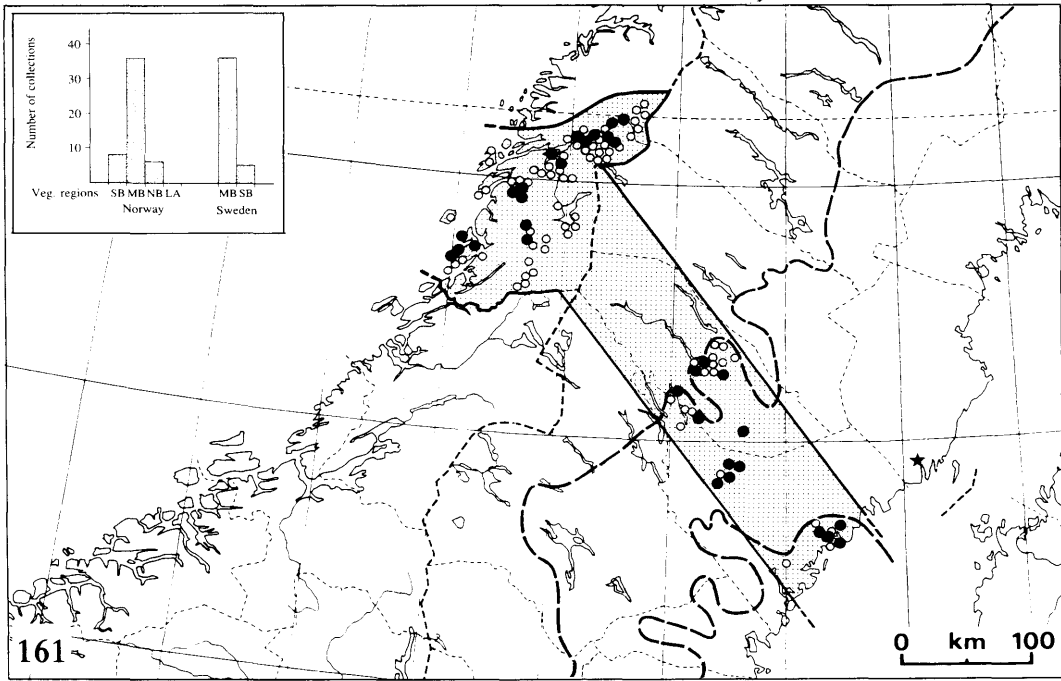 40
30
20
10
Number of collections
Veg. regions SB MB NB LA MB SB
Norway Sweden
161
0 km 100